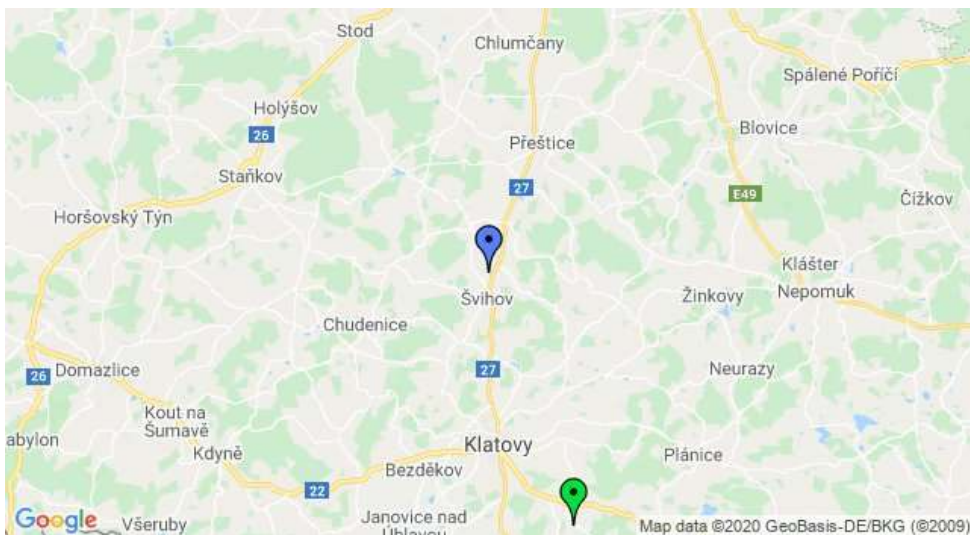 Stod
Chlumčany
Spálené Poříčí
Holýšov
26
Blovice
Přeštice
Staňkov
27
E49
Čížkov
Horšovský Týn
Klášter
Nepomuk
Švihov
Žinkovy
Chudenice
27
Neurazy
26
Domazlice
Kout na
Šumavě
abylon
Kdyně
Klatovy
Plánice
Bezděkov
22
Janovice nad
Úhlavou
Všeruby
Google
Map data ©2020 GeoBasis-DE/BKG (©2009)